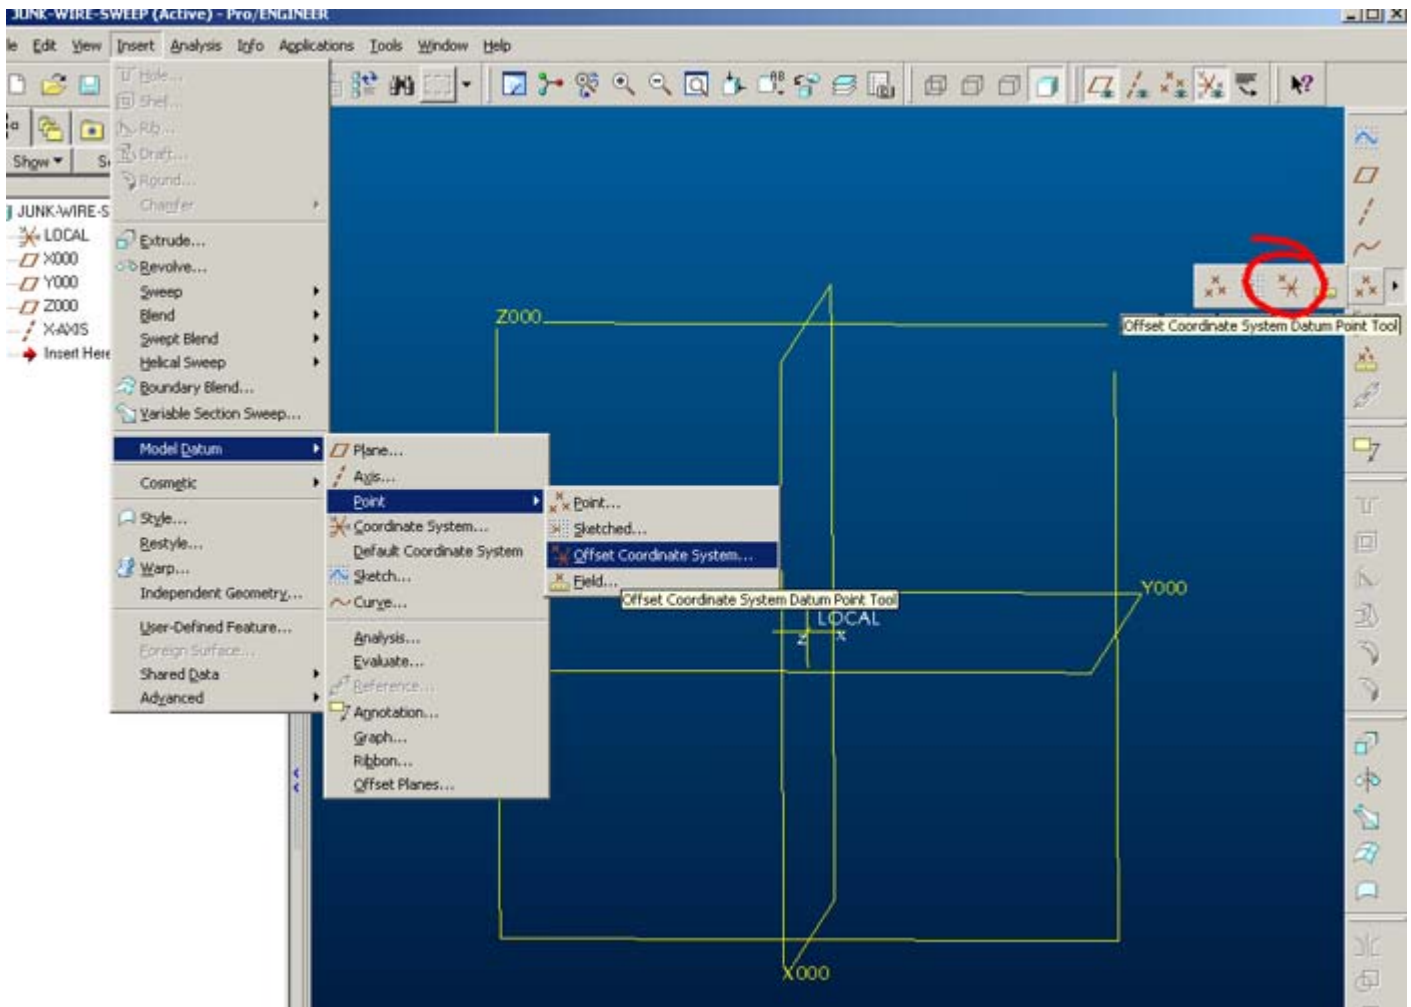 JUNK-WIRE-SWEEP (Active) - Pro/ENGINEER
le Edit View Insert Analysis Info Applications Tools Window Help
Hole...
Shell...
Rib...
Draft...
Round...
Chamfer
Extrude...
Revolve...
Sweep
Blend
Swept Blend
Helical Sweep
Boundary Blend...
Variable Section Sweep...
Model Datum
Cosmetic
Style...
Restyle...
Warp...
Independent Geometry...
User-Defined Feature...
Foreign Surface...
Shared Data
Advanced
Show
S
JUNK-WIRE-S
LOCAL
X000
Y000
Z000
X-AXIS
Insert Here
Plane...
Axis...
Point
Coordinate System...
Default Coordinate System
Sketch...
Curve...
Analysis...
Evaluate...
Reference...
Annotation...
Graph...
Ribbon...
Offset Planes...
Point...
Sketched...
Offset Coordinate System...
Field...
Offset Coordinate System Datum Point Tool
Z000
Offset Coordinate System Datum Point Tool
Y000
LOCAL
Z X
X000